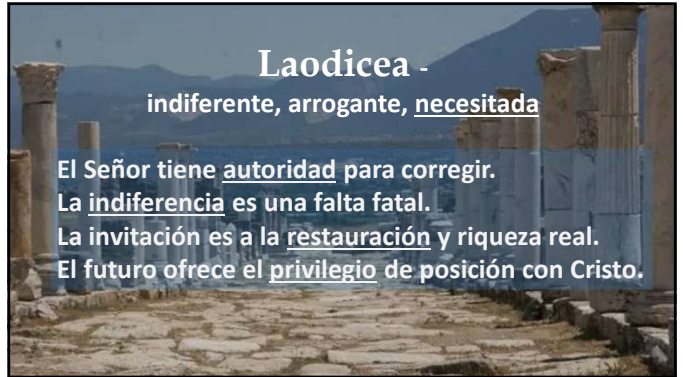 Laodicea -
indiferente, arrogante, necesitada
El Señor tiene autoridad para corregir.
La indiferencia es una falta fatal.
La invitación es a la restauración y riqueza real.
El futuro ofrece el privilegio de posición con Cristo.